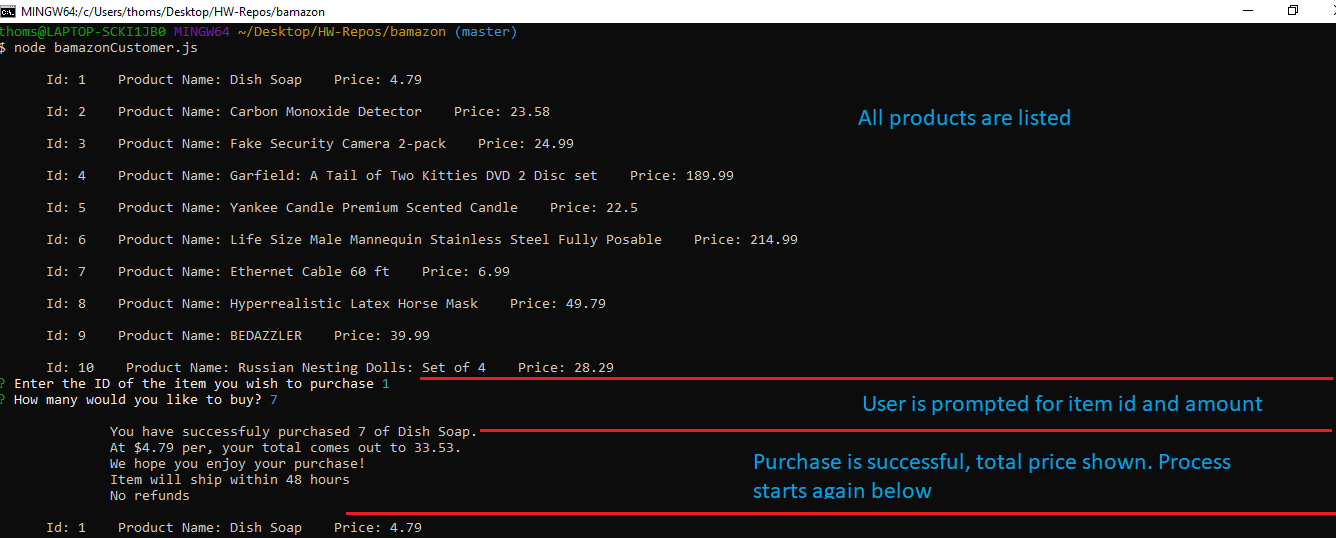 MINGW64:/c/Users/thoms/Desktop/HW-Repos/bamazon
thoms@LAPTOP-SCKI1JB0 MINGW64 ~/Desktop/HW-Repos/bamazon (master)
$ node bamazonCustomer.js
Id: 1    Product Name: Dish Soap    Price: 4.79
Id: 2    Product Name: Carbon Monoxide Detector    Price: 23.58
All products are listed
Id: 3    Product Name: Fake Security Camera 2-pack    Price: 24.99
Id: 4    Product Name: Garfield: A Tail of Two Kitties DVD 2 Disc set    Price: 189.99
Id: 5    Product Name: Yankee Candle Premium Scented Candle    Price: 22.5
Id: 6    Product Name: Life Size Male Mannequin Stainless Steel Fully Posable    Price: 214.99
Id: 7    Product Name: Ethernet Cable 60 ft    Price: 6.99
Id: 8    Product Name: Hyperrealistic Latex Horse Mask    Price: 49.79
Id: 9    Product Name: BEDAZZLER    Price: 39.99
Id: 10    Product Name: Russian Nesting Dolls: Set of 4    Price: 28.29
? Enter the ID of the item you wish to purchase 1
? How many would you like to buy? 7
User is prompted for item id and amount
You have successfuly purchased 7 of Dish Soap.
At $4.79 per, your total comes out to 33.53.
We hope you enjoy your purchase!
Item will ship within 48 hours
No refunds
Purchase is successful, total price shown. Process
starts again below
Id: 1    Product Name: Dish Soap    Price: 4.79